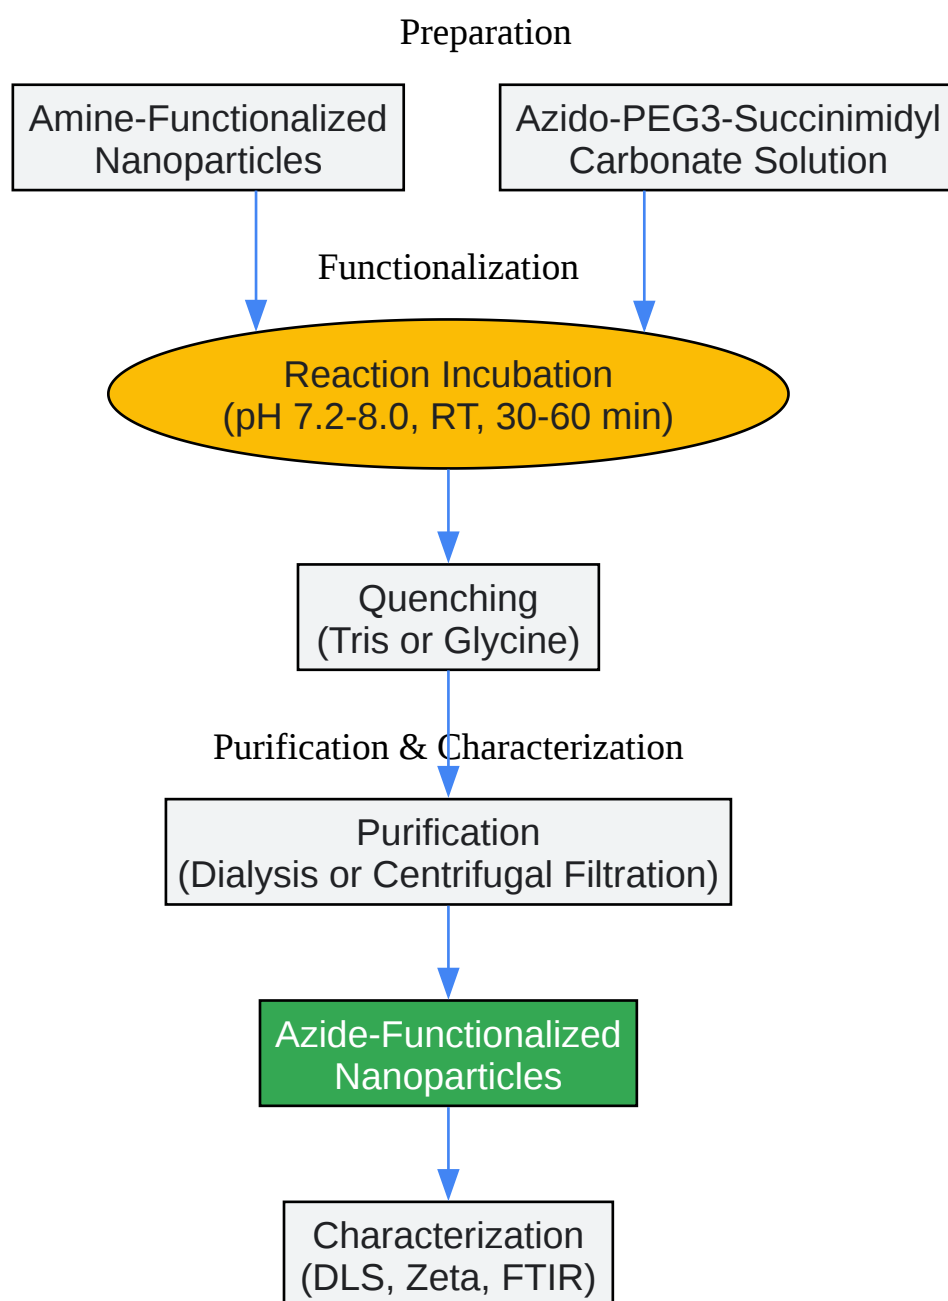 Preparation
Amine-Functionalized
Nanoparticles
Azido-PEG3-Succinimidyl
Carbonate Solution
Functionalization
Reaction Incubation
(pH 7.2-8.0, RT, 30-60 min)
Quenching
(Tris or Glycine)
Purification & Characterization
Purification
(Dialysis or Centrifugal Filtration)
Azide-Functionalized
Nanoparticles
Characterization
(DLS, Zeta, FTIR)